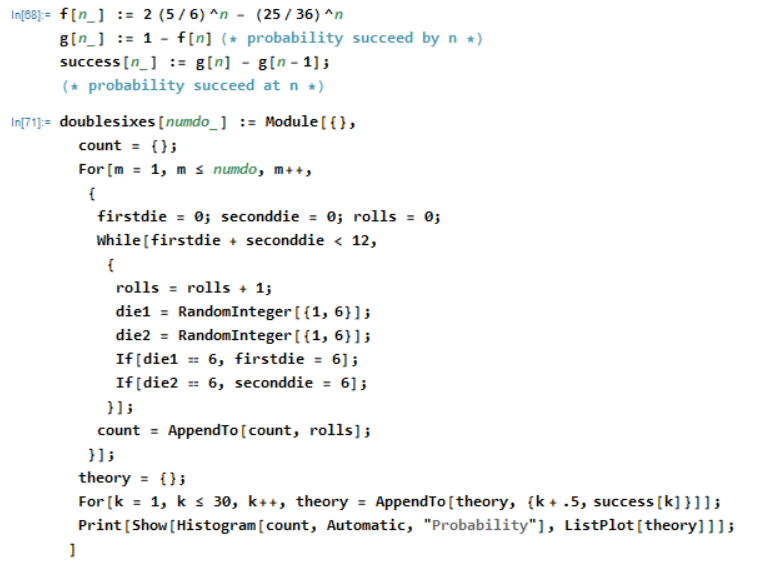 In[68]:= f[n_] := 2 (5 / 6) ^n - (25 / 36) ^n
g[n_] := 1 - f[n] (* probability succeed by n *)
success[n_] := g[n] - g[n - 1];
(* probability succeed at n *)
In[71]:= doublesixes[numdo_] := Module[{},
count = {};
For[m = 1, m ≤ numdo, m++,
{
firstdie = 0; seconddie = 0; rolls = 0;
While[firstdie + seconddie < 12,
{
rolls = rolls + 1;
die1 = RandomInteger[{1, 6}];
die2 = RandomInteger[{1, 6}];
If[die1 == 6, firstdie = 6];
If[die2 == 6, seconddie = 6];
}];
count = AppendTo[count, rolls];
}];
theory = {};
For[k = 1, k ≤ 30, k++, theory = AppendTo[theory, {k + .5, success[k]}]];
Print[Show[Histogram[count, Automatic, "Probability"], ListPlot[theory]]];
]